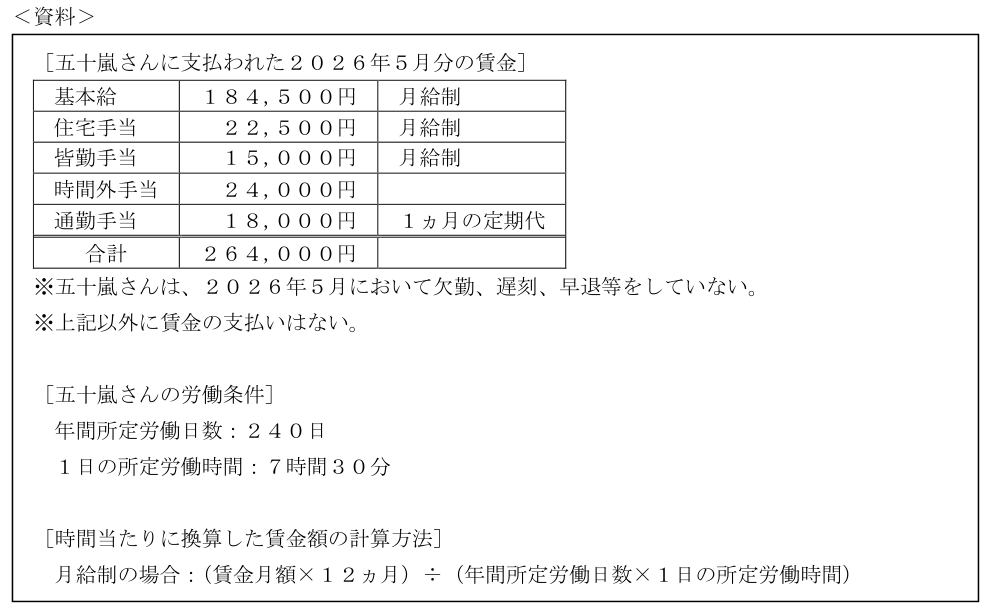 ＜資料＞
［五十嵐さんに支払われた２０２６年５月分の賃金］
基本給　１８４,５００円　月給制
住宅手当　２２,５００円　月給制
皆勤手当　１５,０００円　月給制
時間外手当　２４,０００円
通勤手当　１８,０００円　１ヵ月の定期代
合計　２６４,０００円
※五十嵐さんは、２０２６年５月において欠勤、遅刻、早退等をしていない。
※上記以外に賃金の支払いはない。
［五十嵐さんの労働条件］
年間所定労働日数：２４０日
１日の所定労働時間：７時間３０分
［時間当たりに換算した賃金額の計算方法］
月給制の場合：（賃金月額×１２ヵ月）÷（年間所定労働日数×１日の所定労働時間）